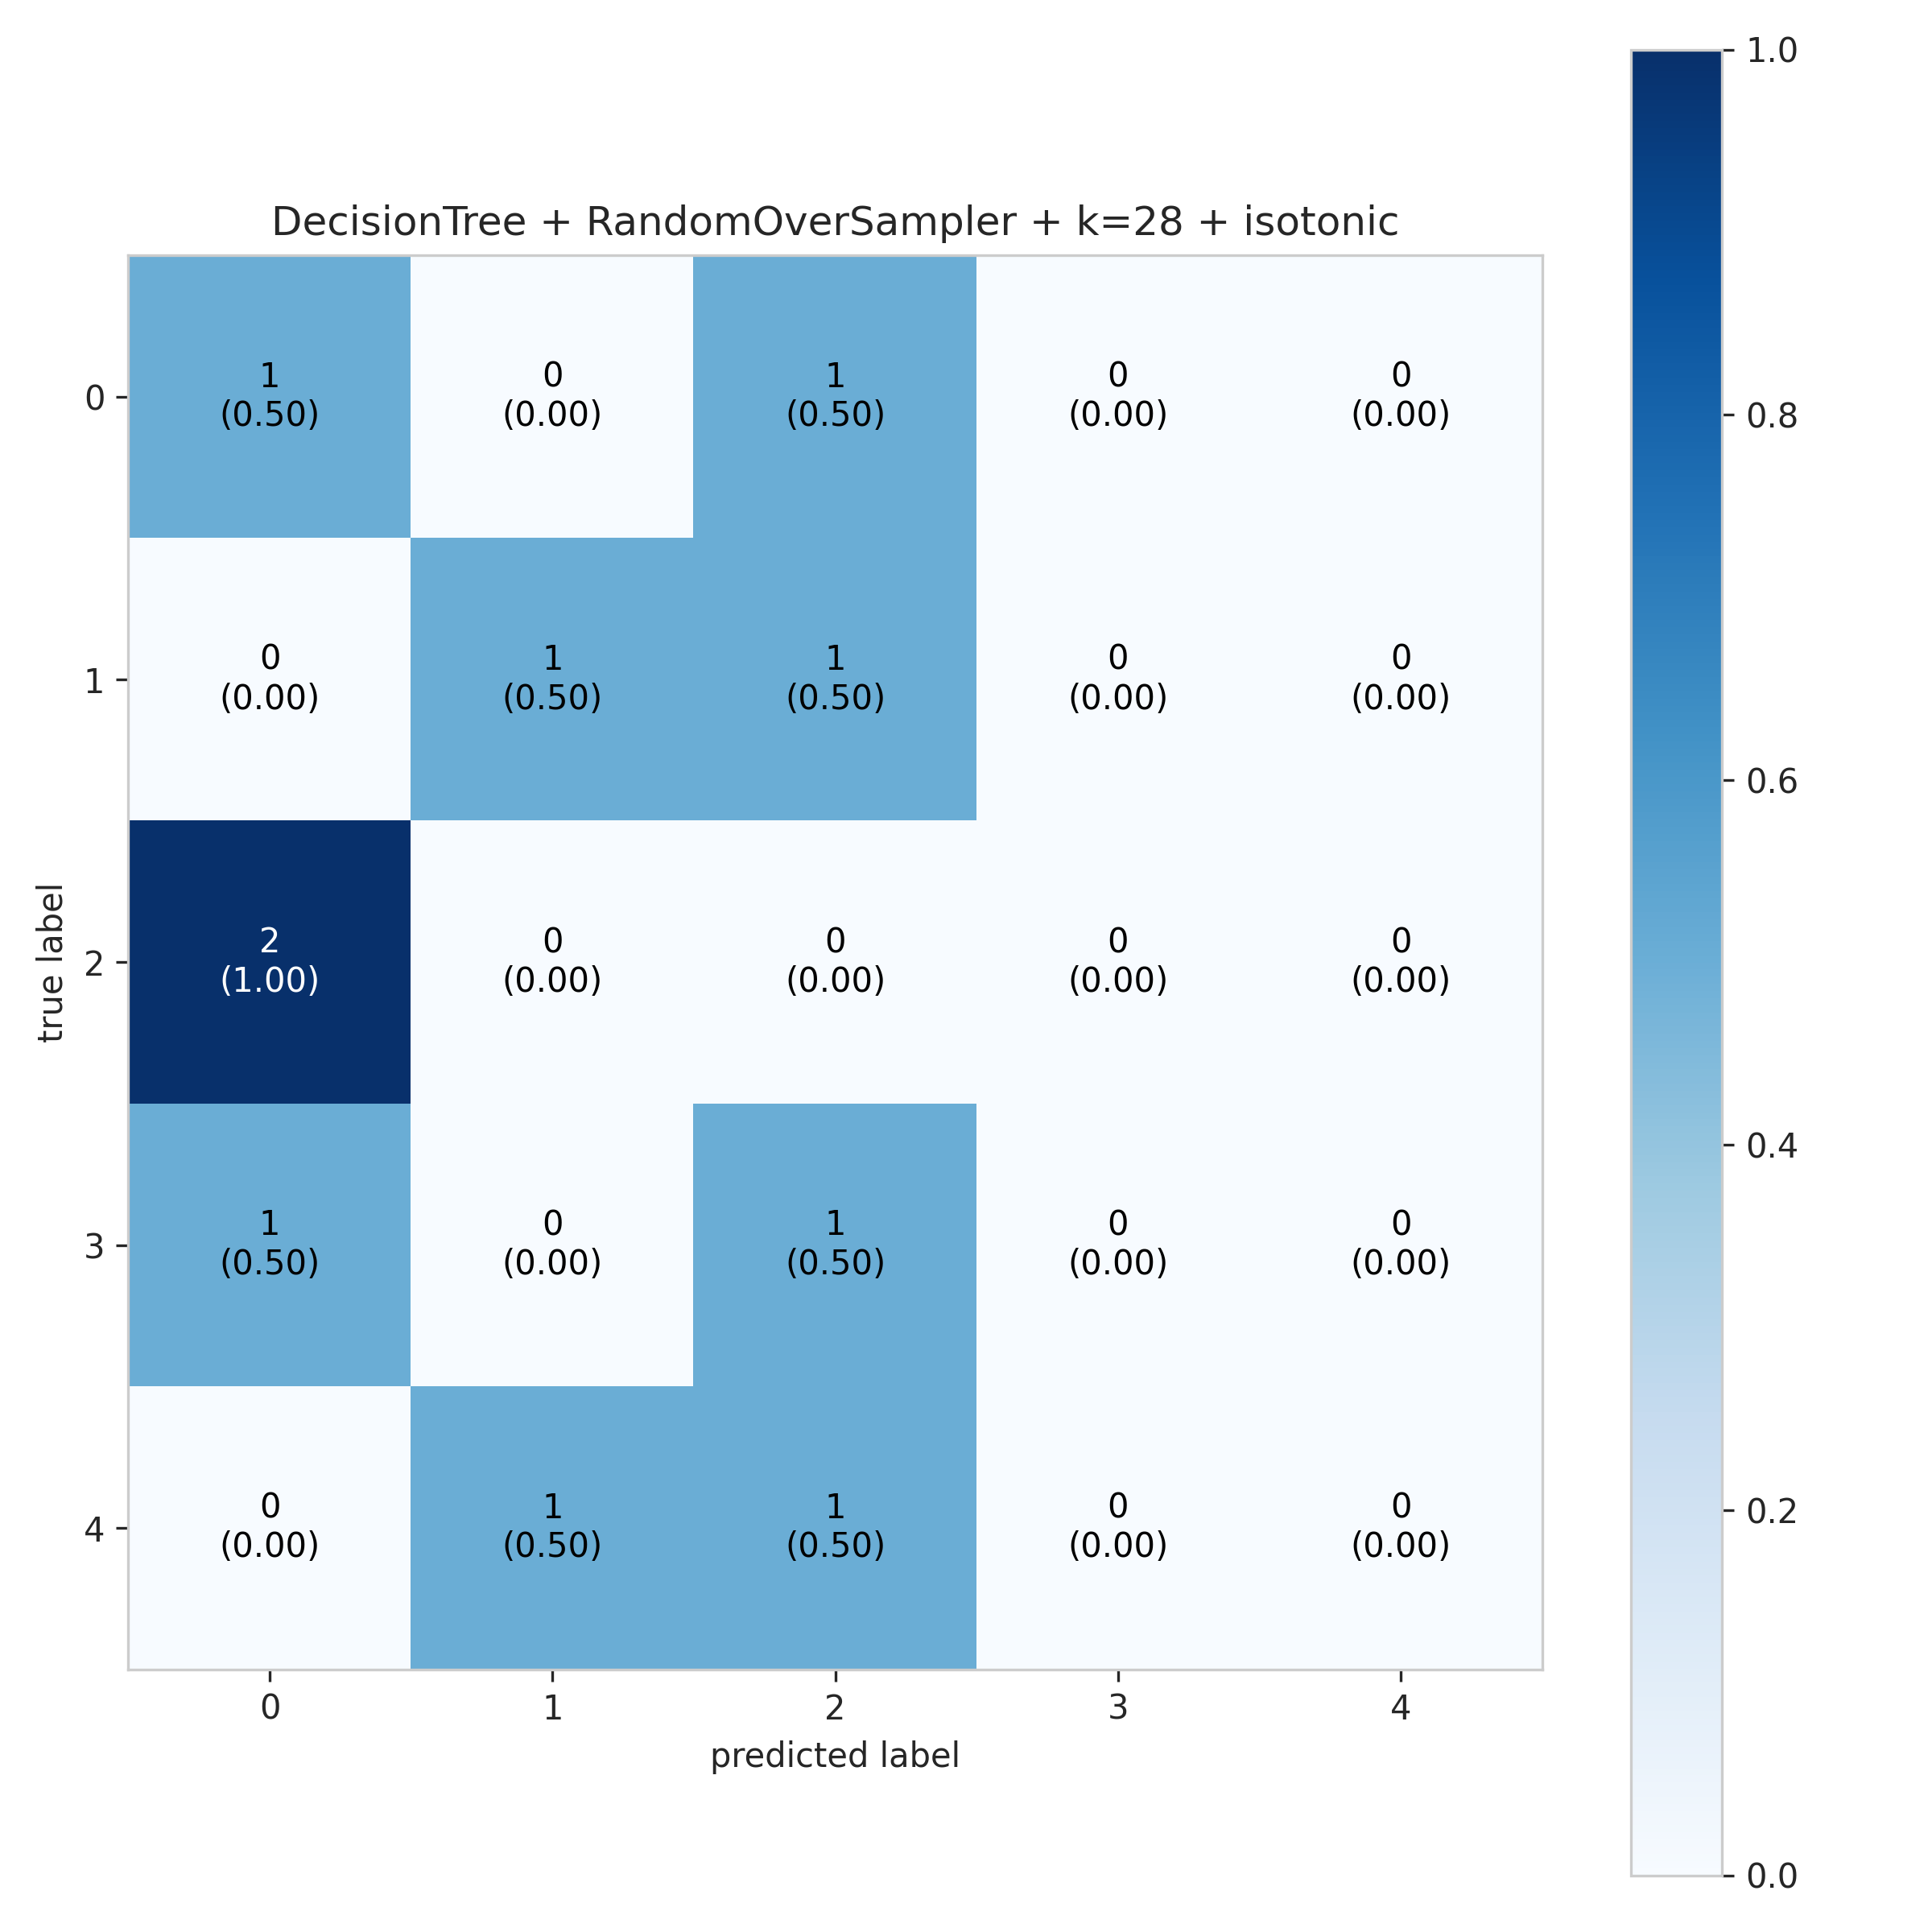 DecisionTree + RandomOverSampler + k=28 + isotonic
1 0 1 0 0
(0.50) (0.00) (0.50) (0.00) (0.00)
0
0 1 1 0 0
(0.00) (0.50) (0.50) (0.00) (0.00)
1
2 0 0 0 0
(1.00) (0.00) (0.00) (0.00) (0.00)
2
1 0 1 0 0
(0.50) (0.00) (0.50) (0.00) (0.00)
3
0 1 1 0 0
(0.00) (0.50) (0.50) (0.00) (0.00)
4
true label
0 1 2 3 4
predicted label
1.0
0.8
0.6
0.4
0.2
0.0